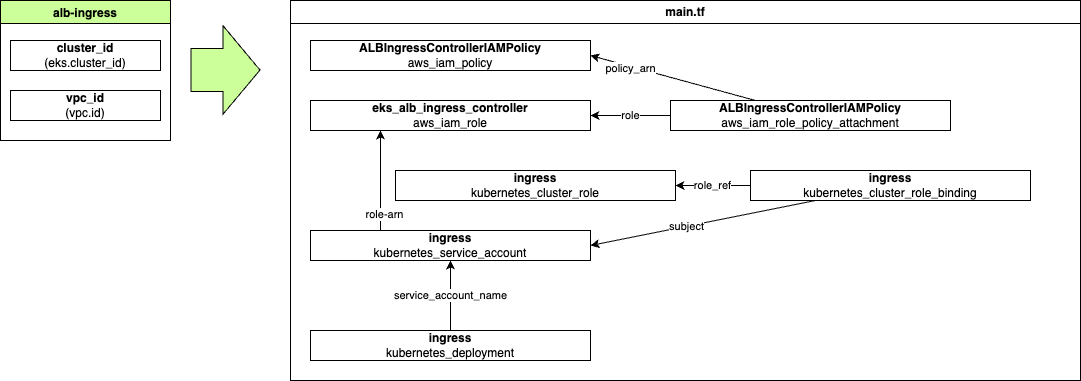 alb-ingress
cluster_id
(eks.cluster_id)
vpc_id
(vpc.id)
main.tf
ALBIngressControllerIAMPolicy
aws_iam_policy
policy_arn
eks_alb_ingress_controller
aws_iam_role
role
ALBIngressControllerIAMPolicy
aws_iam_role_policy_attachment
ingress
kubernetes_cluster_role
role_ref
ingress
kubernetes_cluster_role_binding
role-arn
subject
ingress
kubernetes_service_account
service_account_name
ingress
kubernetes_deployment